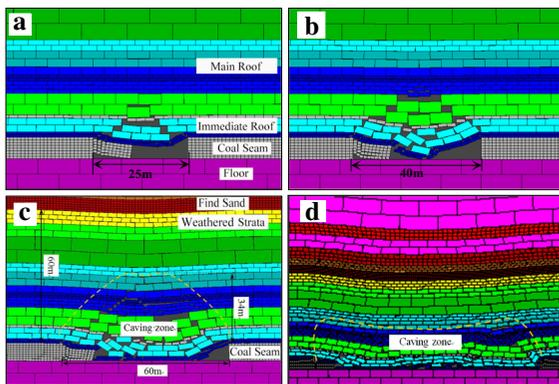 a
Main Roof
Immediate Roof
Coal Seam
25m
Floor
b
40m
c
Find Sand
Weathered Strata
60m
34m
Caving zone
Coal Seam
60m
d
Caving zone